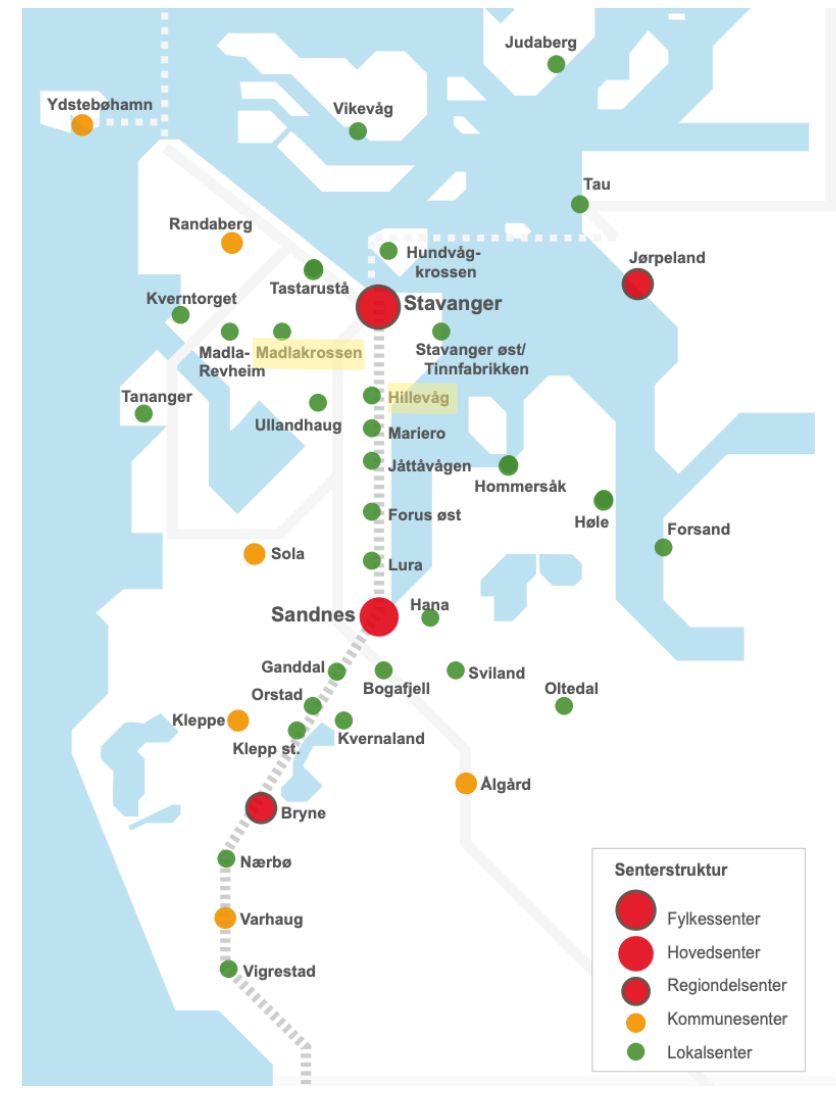 Judaberg
Ydstebøhamn
Vikevåg
Tau
Randaberg
Hundvåg-
krossen
Jørpeland
Tastarustå
Kverntorget
Stavanger
Madla-
Revheim
Madlakrossen
Stavanger øst/
Tinnfabrikken
Tananger
Hillevåg
Ullandhaug
Mariero
Jåttåvågen
Hommersåk
Forus øst
Høle
Forsand
Sola
Lura
Sandnes
Hana
Ganddal
Bogafjell
Sviland
Oltedal
Orstad
Kleppe
Klepp st.
Kvernaland
Ålgård
Bryne
Nærbø
Varhaug
Vigrestad
Senterstruktur
Fylkessenter
Hovedsenter
Regiondelsenter
Kommunesenter
Lokalsenter